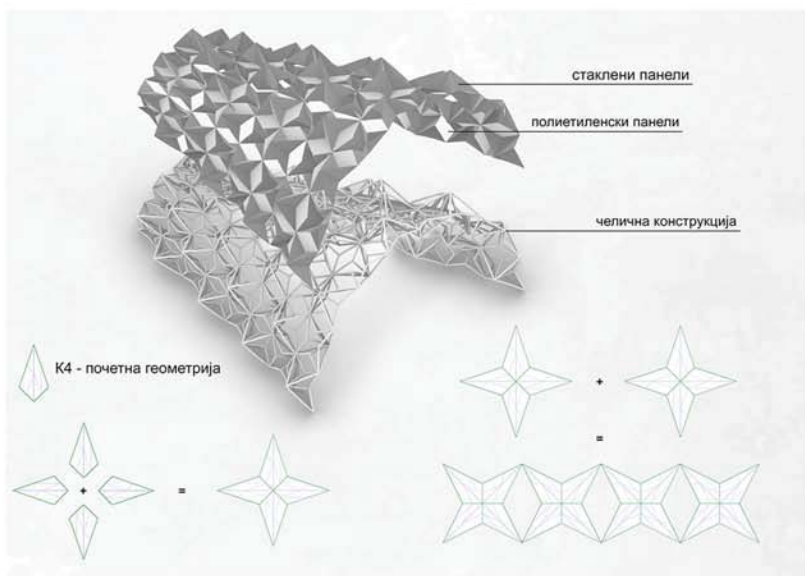 стаклени панели
полиетиленски панели
челична конструкција
К4 - почетна геометрија
+
=
+
=